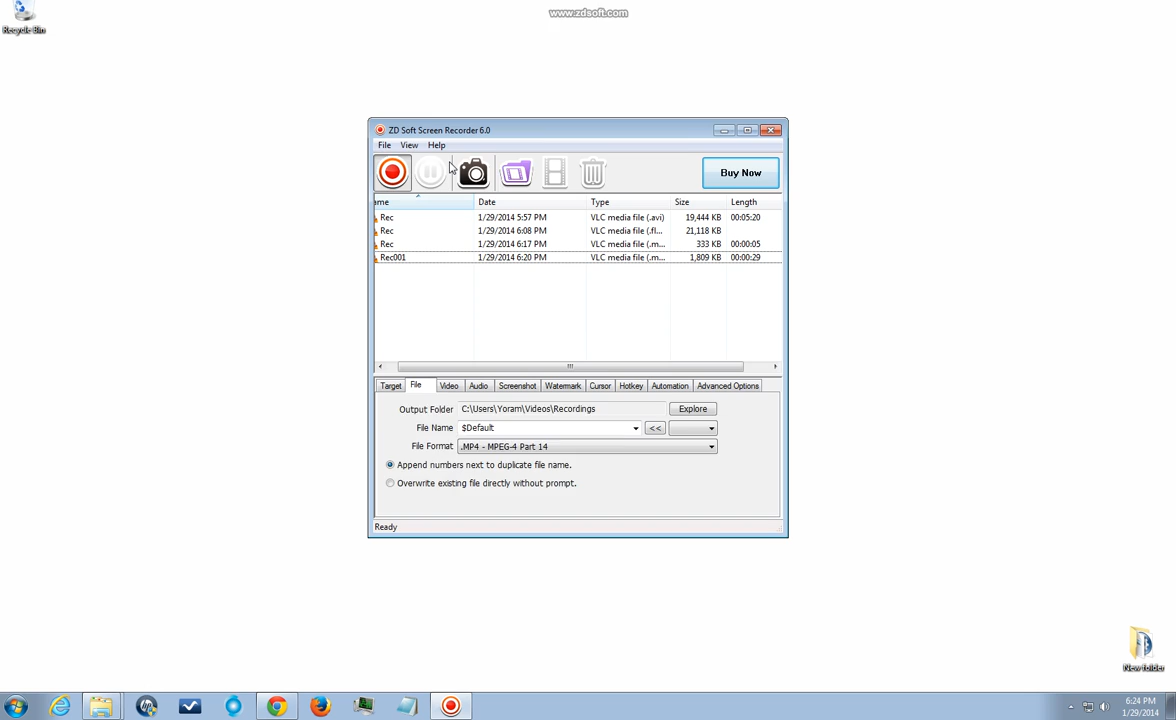 www.zdsoft.com
Recycle Bin
ZD Soft Screen Recorder 6.0
File View Help
Buy Now
ame Date Type Size Length
Rec 1/29/2014 5:57 PM VLC media file (.avi) 19,444 KB 00:05:20
Rec 1/29/2014 6:08 PM VLC media file (.fl... 21,118 KB
Rec 1/29/2014 6:17 PM VLC media file (.m... 333 KB 00:00:05
Rec001 1/29/2014 6:20 PM VLC media file (.m... 1,809 KB 00:00:29
Target File Video Audio Screenshot Watermark Cursor Hotkey Automation Advanced Options
Output Folder C:\Users\Yoram\Videos\Recordings Explore
File Name $Default <<
File Format .MP4 - MPEG-4 Part 14
Append numbers next to duplicate file name.
Overwrite existing file directly without prompt.
Ready
New folder
hp
6:24 PM
1/29/2014